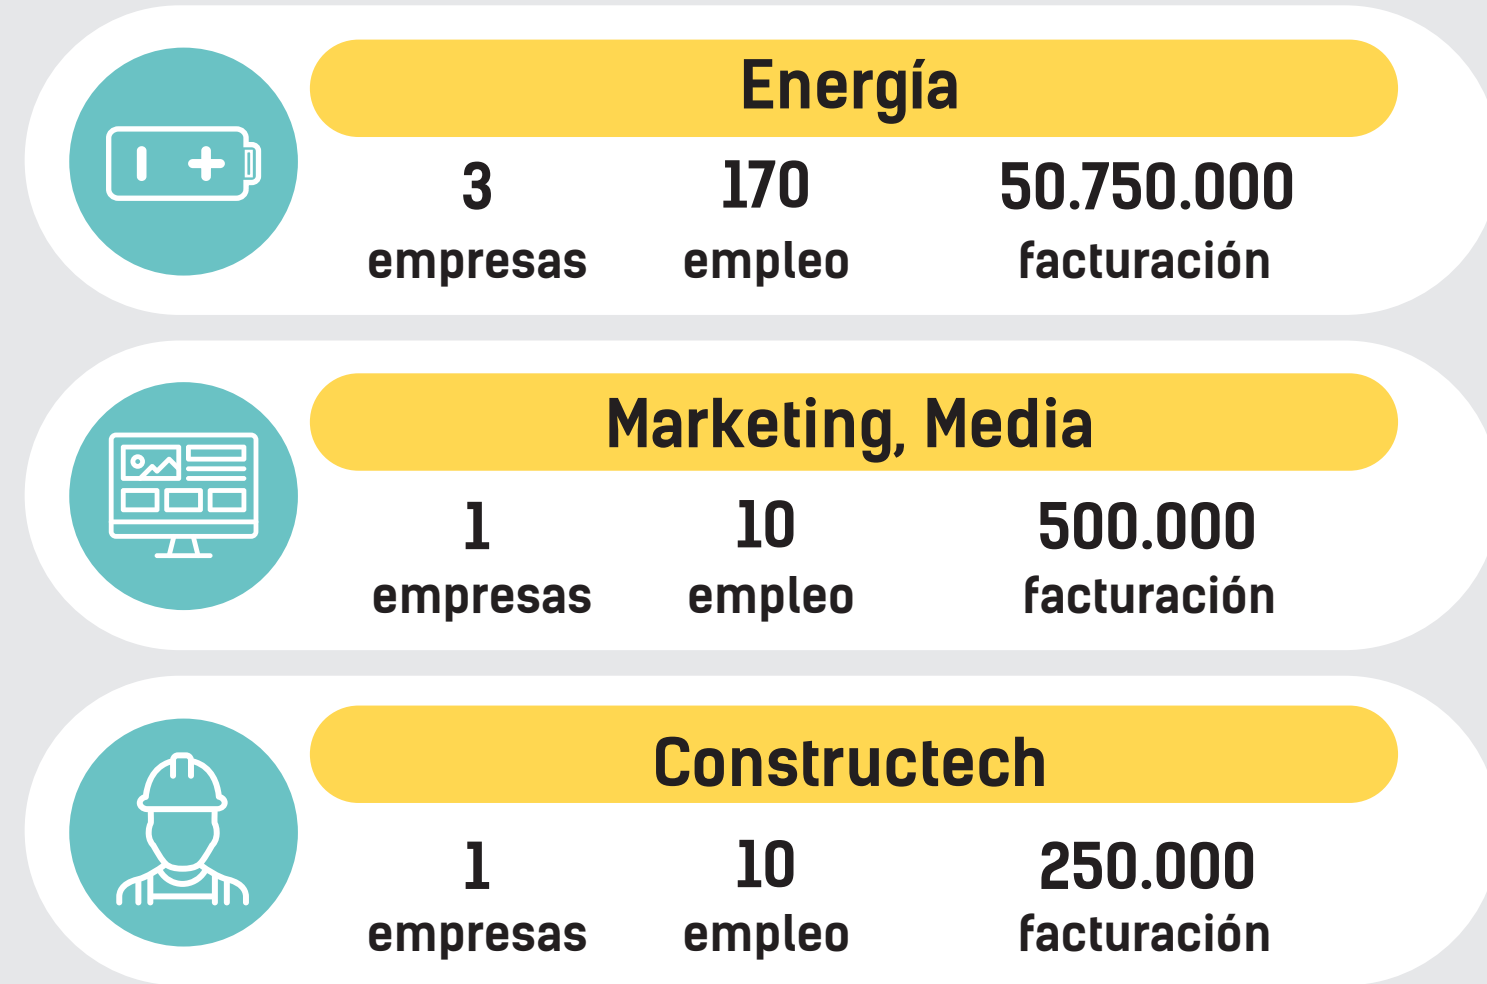 Energía
3 170 50.750.000
empresas empleo facturación
Marketing, Media
1 10 500.000
empresas empleo facturación
Constructech
1 10 250.000
empresas empleo facturación